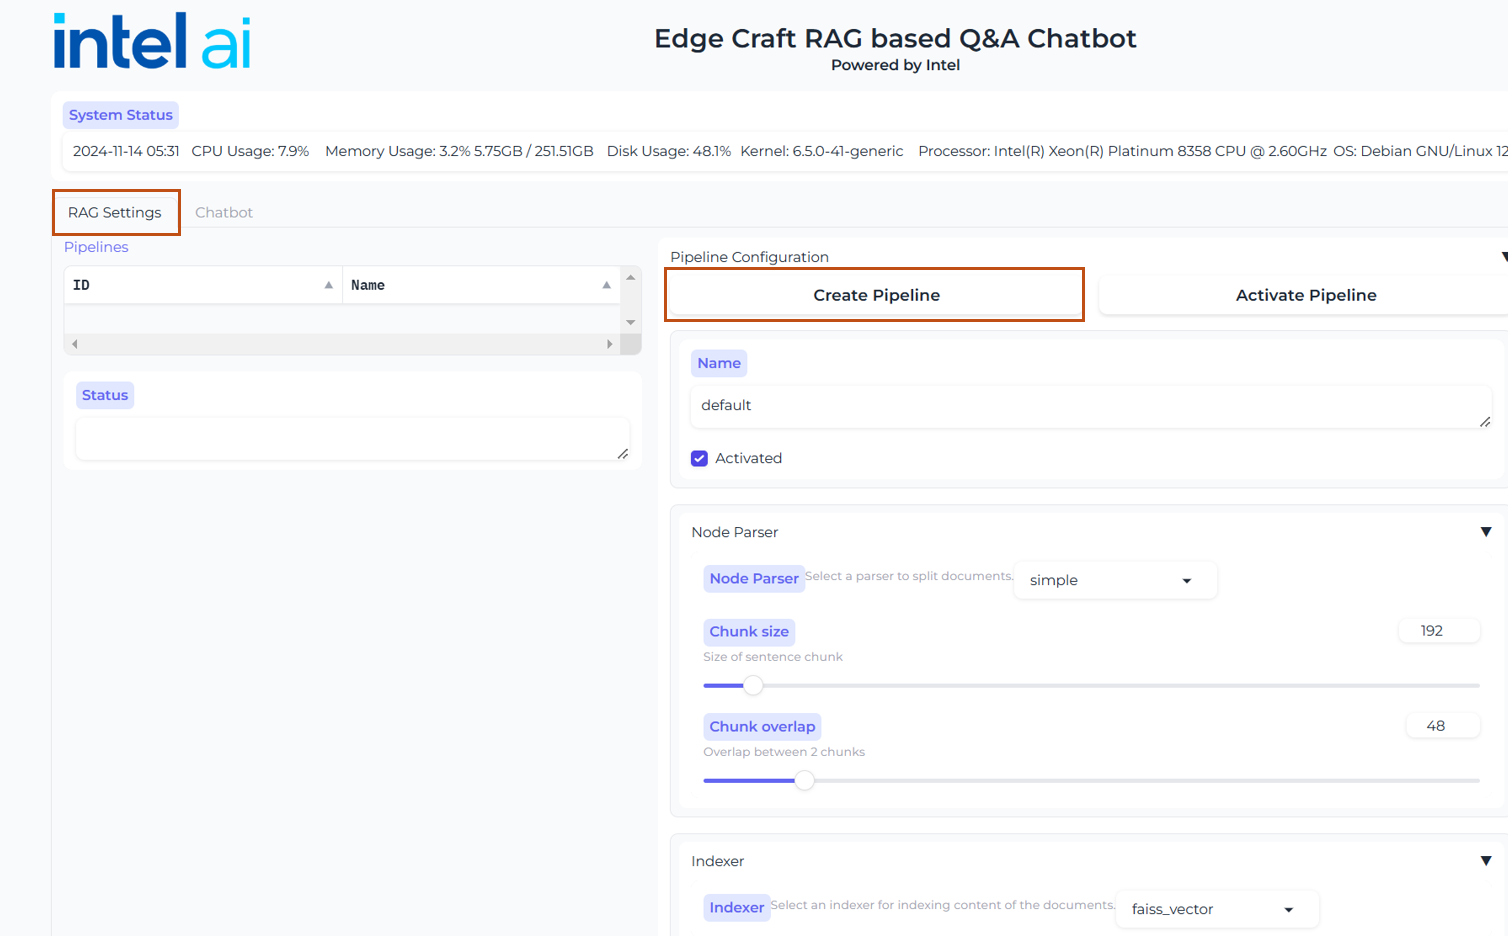 intel ai
Edge Craft RAG based Q&A Chatbot
Powered by Intel
System Status
2024-11-14 05:31 CPU Usage: 7.9% Memory Usage: 3.2% 5.75GB / 251.51GB Disk Usage: 48.1% Kernel: 6.5.0-41-generic Processor: Intel(R) Xeon(R) Platinum 8358 CPU @ 2.60GHz OS: Debian GNU/Linux 12
RAG Settings Chatbot
Pipelines
ID Name
Status
Pipeline Configuration
Create Pipeline Activate Pipeline
Name
default
Activated
Node Parser
Node Parser Select a parser to split documents. simple
Chunk size 192
Size of sentence chunk
Chunk overlap 48
Overlap between 2 chunks
Indexer
Indexer Select an indexer for indexing content of the documents. faiss_vector